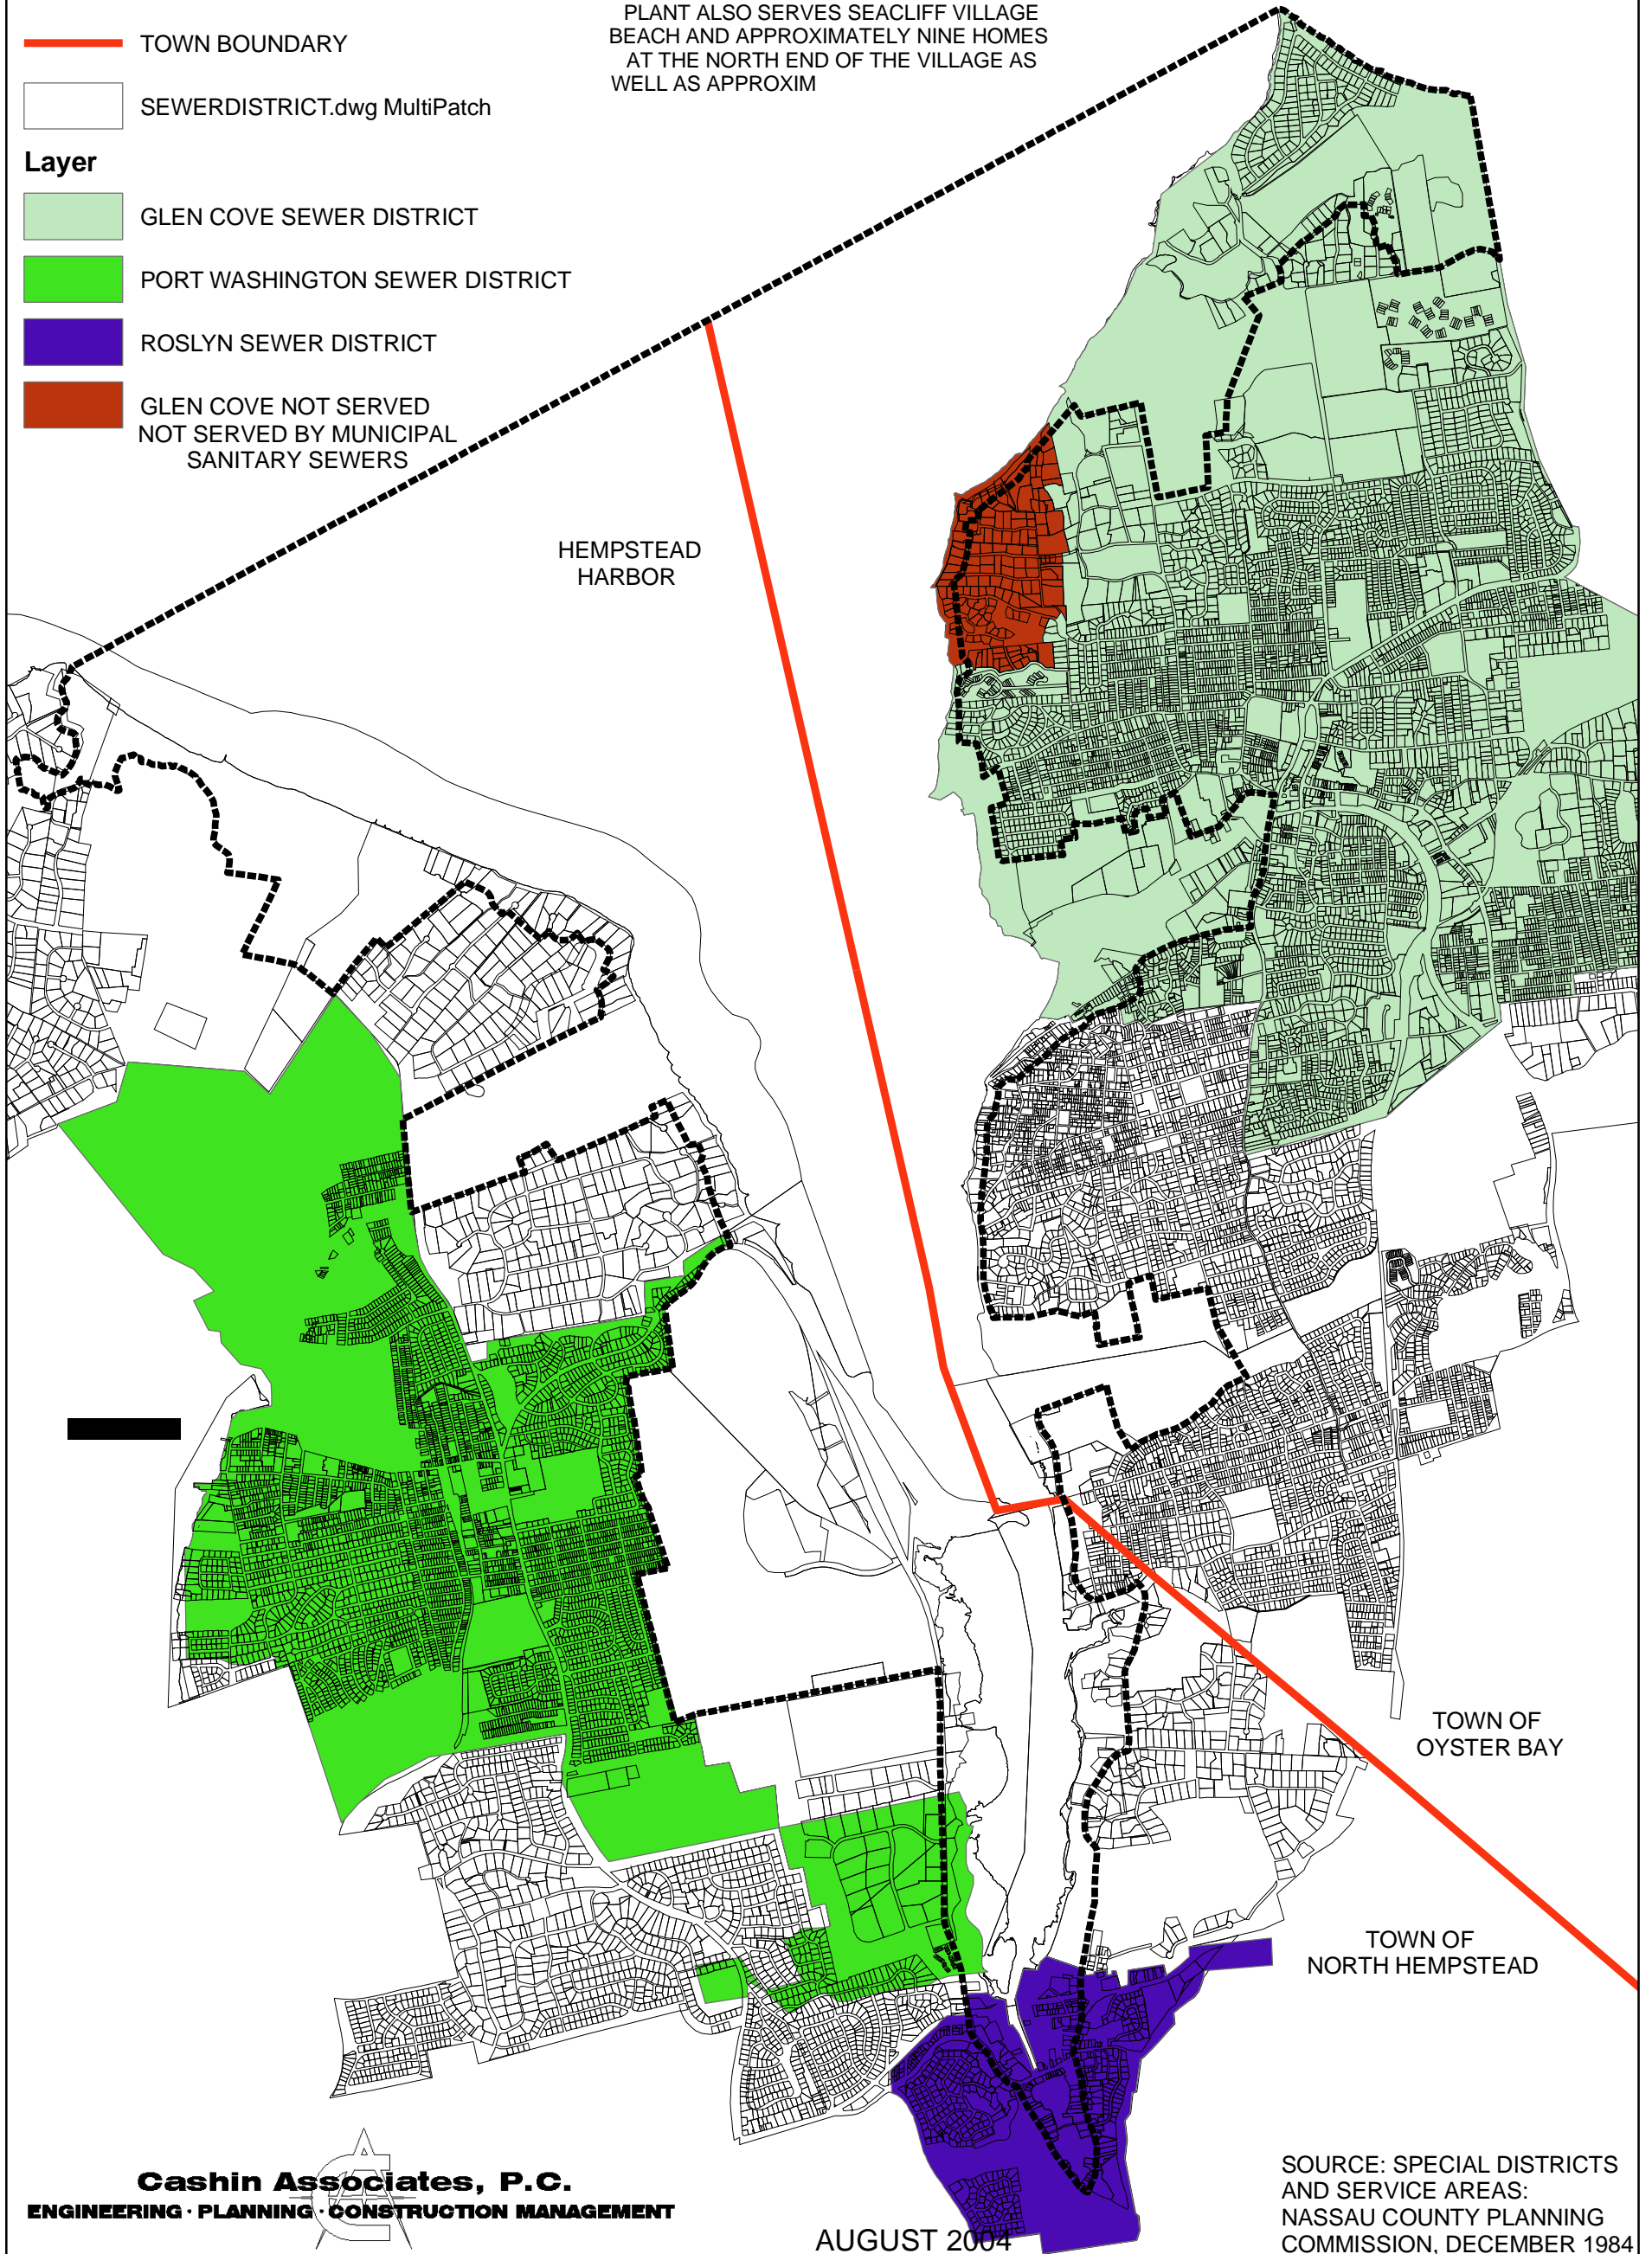 PLANT ALSO SERVES SEACLIFF VILLAGE
BEACH AND APPROXIMATELY NINE HOMES
AT THE NORTH END OF THE VILLAGE AS
WELL AS APPROXIM
TOWN BOUNDARY
SEWERDISTRICT.dwg MultiPatch
Layer
GLEN COVE SEWER DISTRICT
PORT WASHINGTON SEWER DISTRICT
ROSLYN SEWER DISTRICT
GLEN COVE NOT SERVED
NOT SERVED BY MUNICIPAL
SANITARY SEWERS
HEMPSTEAD
HARBOR
TOWN OF
OYSTER BAY
TOWN OF
NORTH HEMPSTEAD
Cashin Associates, P.C.
ENGINEERING · PLANNING · CONSTRUCTION MANAGEMENT
AUGUST 2004
SOURCE: SPECIAL DISTRICTS
AND SERVICE AREAS:
NASSAU COUNTY PLANNING
COMMISSION, DECEMBER 1984